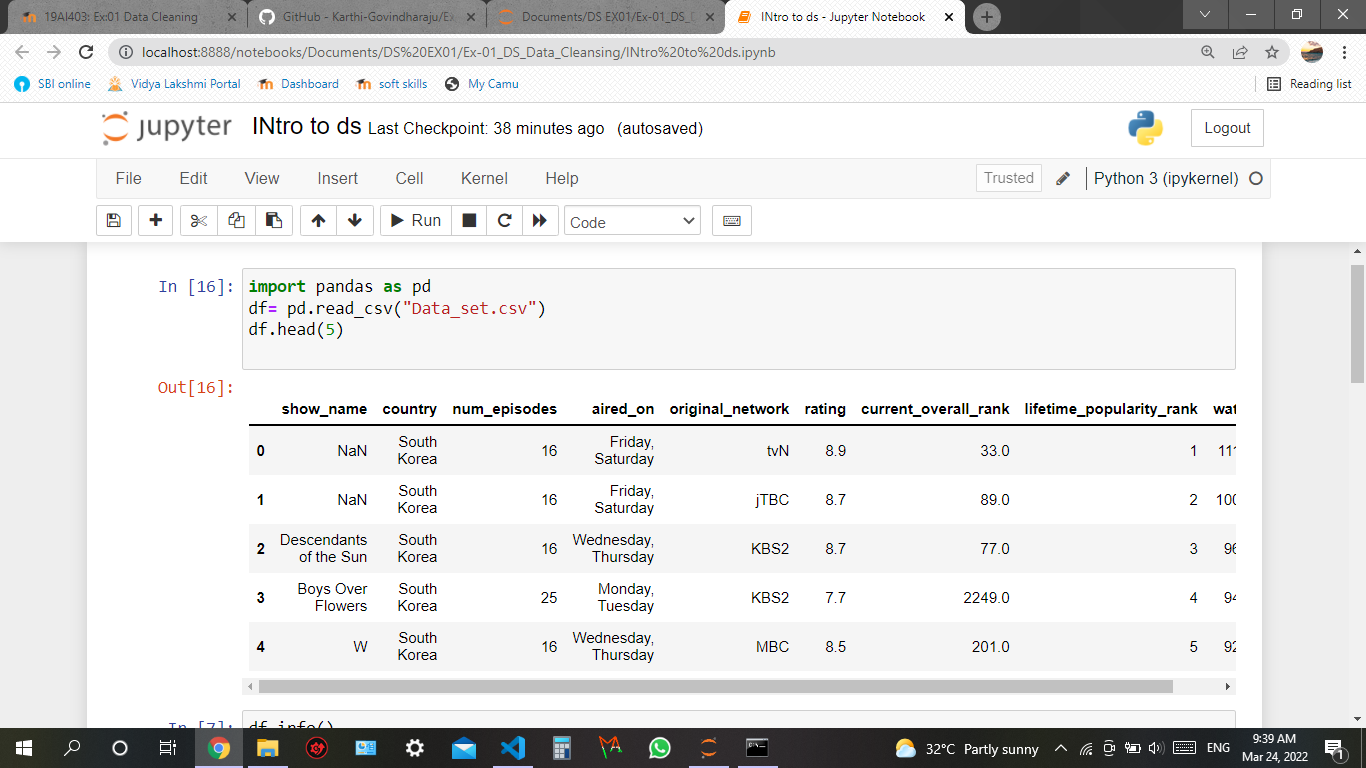 19AI403: Ex:01 Data Cleaning
GitHub - Karthi-Govindharaju/E
Documents/DS EX01/Ex-01_DS_
INtro to ds - Jupyter Notebook
localhost:8888/notebooks/Documents/DS%20EX01/Ex-01_DS_Data_Cleansing/INtro%20to%20ds.ipynb
SBI online
Vidya Lakshmi Portal
Dashboard
soft skills
My Camu
Reading list
jupyter INtro to ds Last Checkpoint: 38 minutes ago (autosaved)
Logout
File Edit View Insert Cell Kernel Help
Trusted
Python 3 (ipykernel)
Run
Code
In [16]: import pandas as pd
df= pd.read_csv("Data_set.csv")
df.head(5)
Out[16]:
show_name country num_episodes aired_on original_network rating current_overall_rank lifetime_popularity_rank wat
0 NaN South Korea 16 Friday, Saturday tvN 8.9 33.0 1 111
1 NaN South Korea 16 Friday, Saturday jTBC 8.7 89.0 2 100
2 Descendants of the Sun South Korea 16 Wednesday, Thursday KBS2 8.7 77.0 3 96
3 Boys Over Flowers South Korea 25 Monday, Tuesday KBS2 7.7 2249.0 4 94
4 W South Korea 16 Wednesday, Thursday MBC 8.5 201.0 5 92
In [7]: df.info()
32°C Partly sunny
ENG
9:39 AM
Mar 24, 2022
1